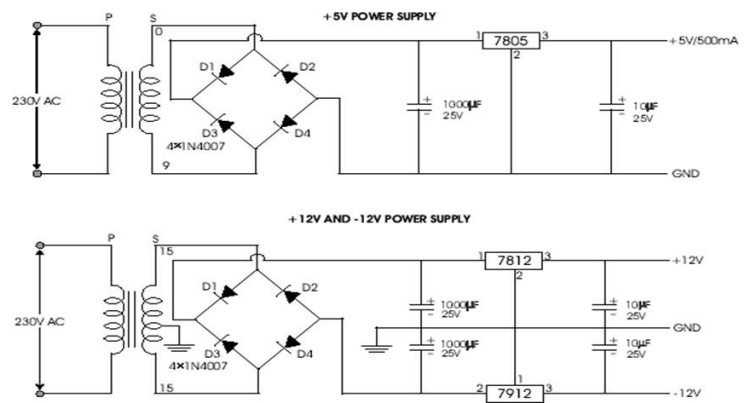 +5V POWER SUPPLY
P S
0
1 7805 3
+5V/500mA
2
D1 D2
230V AC
+ 1000µF
− 25V
+ 10µF
− 25V
D3 D4
4×1N4007
9
GND
+12V AND -12V POWER SUPPLY
P S
15
1 7812 3
+12V
2
D1 D2
+ 1000µF
− 25V
+ 10µF
− 25V
230V AC
GND
+ 1000µF
− 25V
+ 10µF
− 25V
D3 D4
4×1N4007
15
1
2 7912 3
-12V